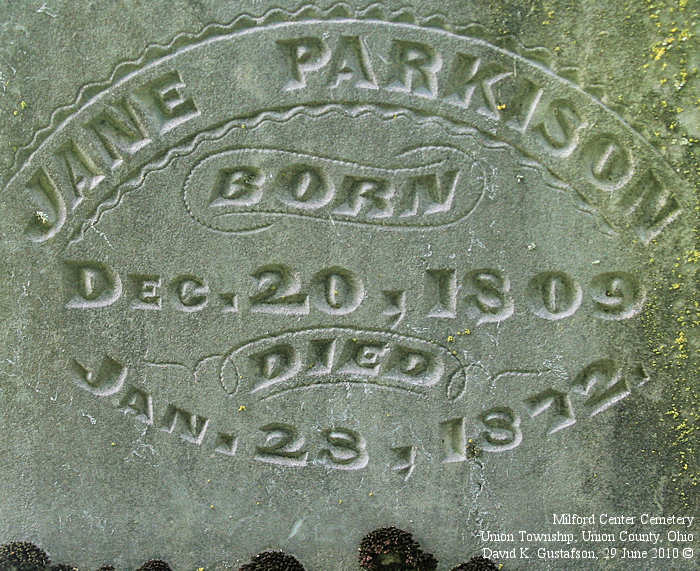 JANE PARKISON
BORN
DEC. 20, 1809
DIED
JAN. 28, 1872.
Milford Center Cemetery
Union Township, Union County, Ohio
David K. Gustafson, 29 June 2010 ©